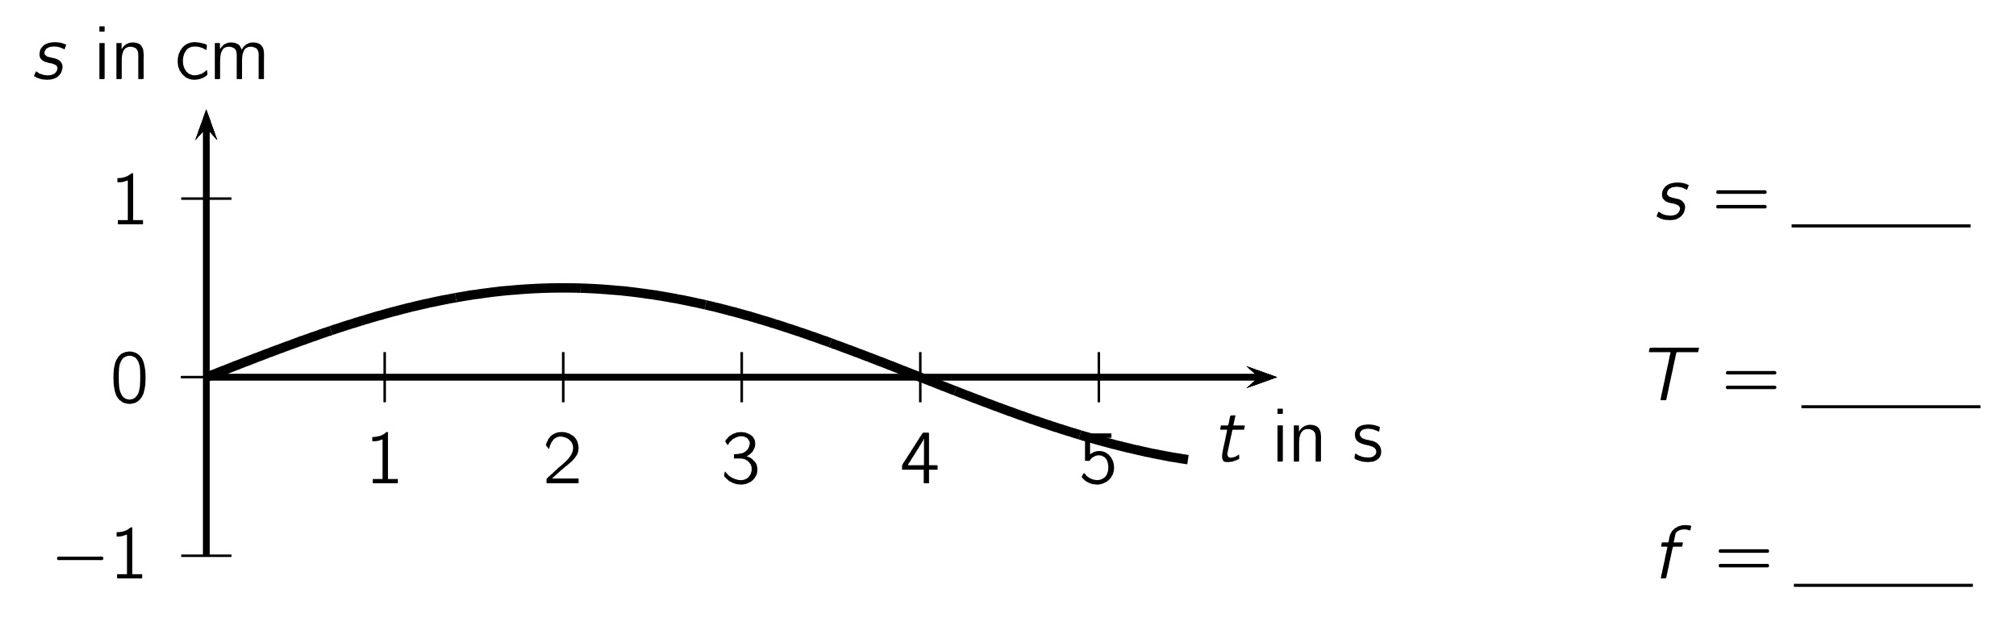 s in cm
1
0
−1
1 2 3 4 5
t in s
s = _____
T = _____
f = _____